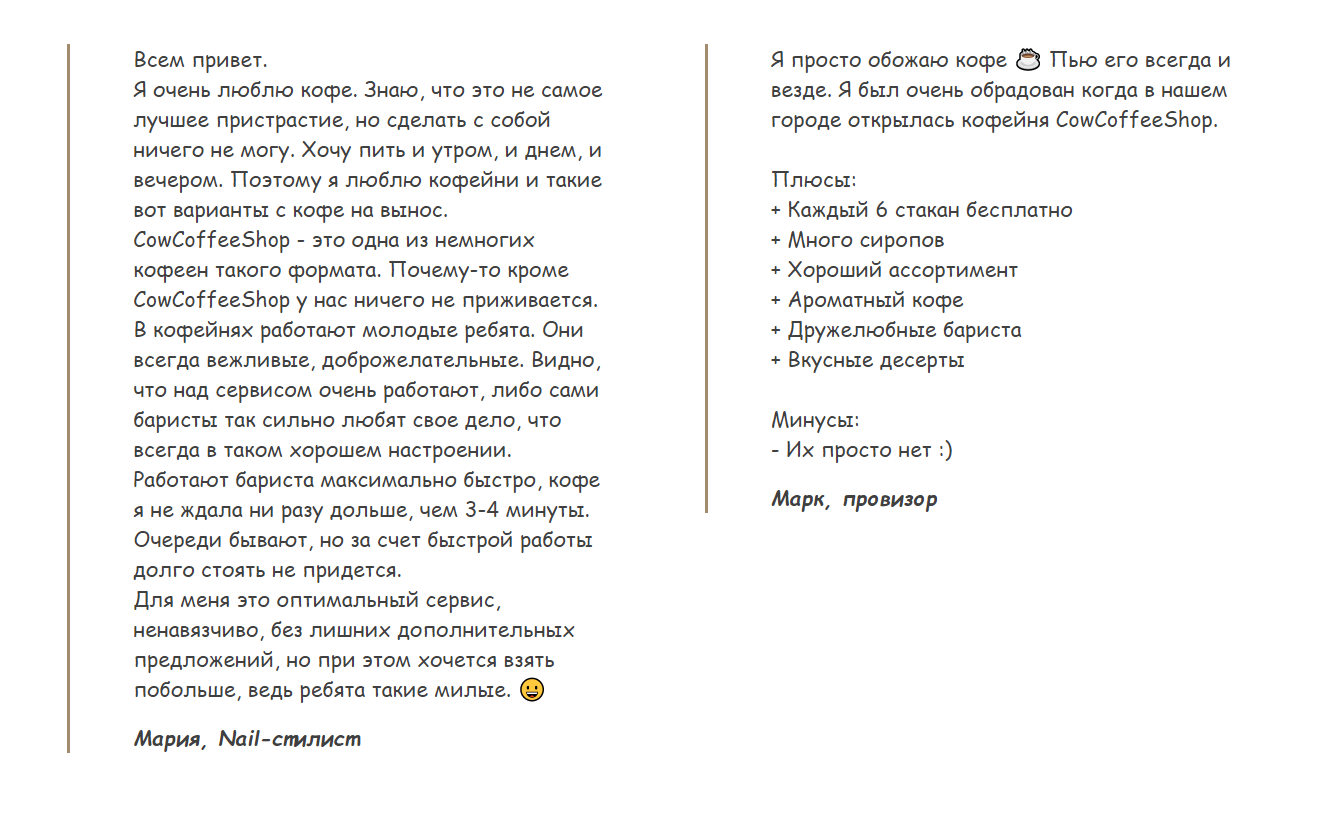 Всем привет.
Я очень люблю кофе. Знаю, что это не самое
лучшее пристрастие, но сделать с собой
ничего не могу. Хочу пить и утром, и днем, и
вечером. Поэтому я люблю кофейни и такие
вот варианты с кофе на вынос.
CowCoffeeShop - это одна из немногих
кофеен такого формата. Почему-то кроме
CowCoffeeShop у нас ничего не приживается.
В кофейнях работают молодые ребята. Они
всегда вежливые, доброжелательные. Видно,
что над сервисом очень работают, либо сами
баристы так сильно любят свое дело, что
всегда в таком хорошем настроении.
Работают бариста максимально быстро, кофе
я не ждала ни разу дольше, чем 3-4 минуты.
Очереди бывают, но за счет быстрой работы
долго стоять не придется.
Для меня это оптимальный сервис,
ненавязчиво, без лишних дополнительных
предложений, но при этом хочется взять
побольше, ведь ребята такие милые. 😀
Мария, Nail-стилист
Я просто обожаю кофе ☕ Пью его всегда и
везде. Я был очень обрадован когда в нашем
городе открылась кофейня CowCoffeeShop.
Плюсы:
+ Каждый 6 стакан бесплатно
+ Много сиропов
+ Хороший ассортимент
+ Ароматный кофе
+ Дружелюбные бариста
+ Вкусные десерты
Минусы:
- Их просто нет :)
Марк, провизор